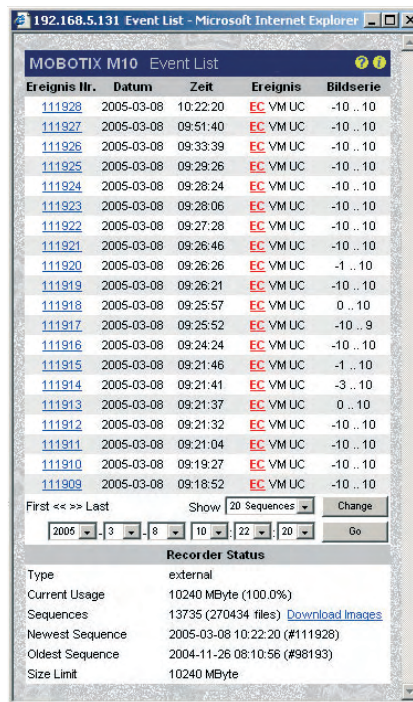 192.168.5.131 Event List - Microsoft Internet Explorer
MOBOTIX M10 Event List
Ereignis Nr. Datum Zeit Ereignis Bildserie
111928 2005-03-08 10:22:20 EC VM UC -10 .. 10
111927 2005-03-08 09:51:40 EC VM UC -10 .. 10
111926 2005-03-08 09:33:39 EC VM UC -10 .. 10
111925 2005-03-08 09:29:26 EC VM UC -10 .. 10
111924 2005-03-08 09:28:24 EC VM UC -10 .. 10
111923 2005-03-08 09:28:06 EC VM UC -10 .. 10
111922 2005-03-08 09:27:28 EC VM UC -10 .. 10
111921 2005-03-08 09:26:46 EC VM UC -10 .. 10
111920 2005-03-08 09:26:26 EC VM UC -1 .. 10
111919 2005-03-08 09:26:21 EC VM UC -10 .. 10
111918 2005-03-08 09:25:57 EC VM UC 0 .. 10
111917 2005-03-08 09:25:52 EC VM UC -10 .. 9
111916 2005-03-08 09:24:24 EC VM UC -10 .. 10
111915 2005-03-08 09:21:46 EC VM UC -1 .. 10
111914 2005-03-08 09:21:41 EC VM UC -3 .. 10
111913 2005-03-08 09:21:37 EC VM UC 0 .. 10
111912 2005-03-08 09:21:32 EC VM UC -10 .. 10
111911 2005-03-08 09:21:04 EC VM UC -10 .. 10
111910 2005-03-08 09:19:27 EC VM UC -10 .. 10
111909 2005-03-08 09:18:52 EC VM UC -10 .. 10
First << >> Last Show 20 Sequences Change
2005 - 3 - 8 10 : 22 : 20 Go
Recorder Status
Type external
Current Usage 10240 MByte (100.0%)
Sequences 13735 (270434 files) Download Images
Newest Sequence 2005-03-08 10:22:20 (#111928)
Oldest Sequence 2004-11-26 08:10:56 (#98193)
Size Limit 10240 MByte